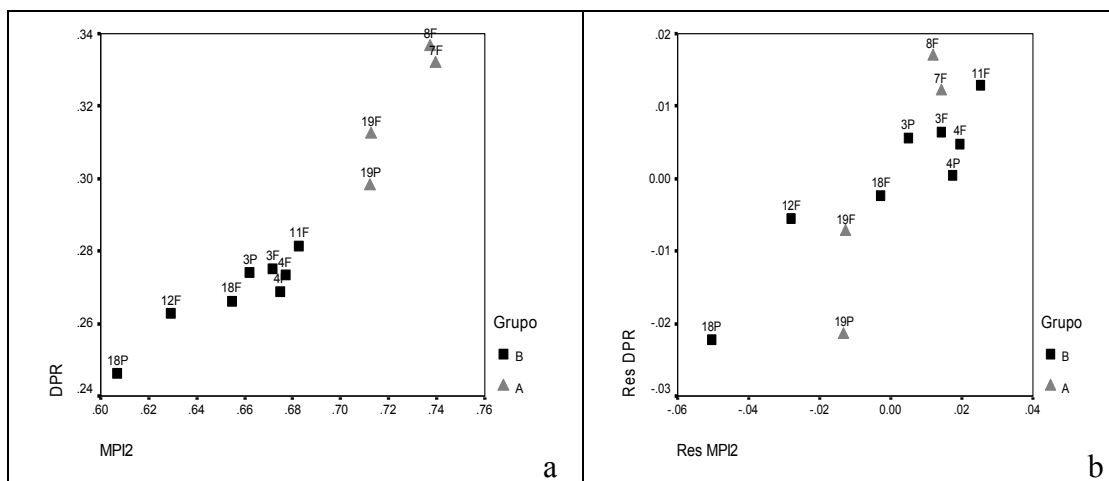 .34
.32
.30
.28
.26
.24
DPR
8F
7F
19F
19P
11F
3P
3F
4F
18F
12F
18P
Grupo
B
A
.60 .62 .64 .66 .68 .70 .72 .74 .76
MPI2
a
.02
.01
0.00
-.01
-.02
-.03
Res DPR
8F
7F
11F
3P
3F
4F
4P
18F
12F
19F
19P
18P
Grupo
B
A
-.06 -.04 -.02 0.00 .02 .04
Res MPI2
b